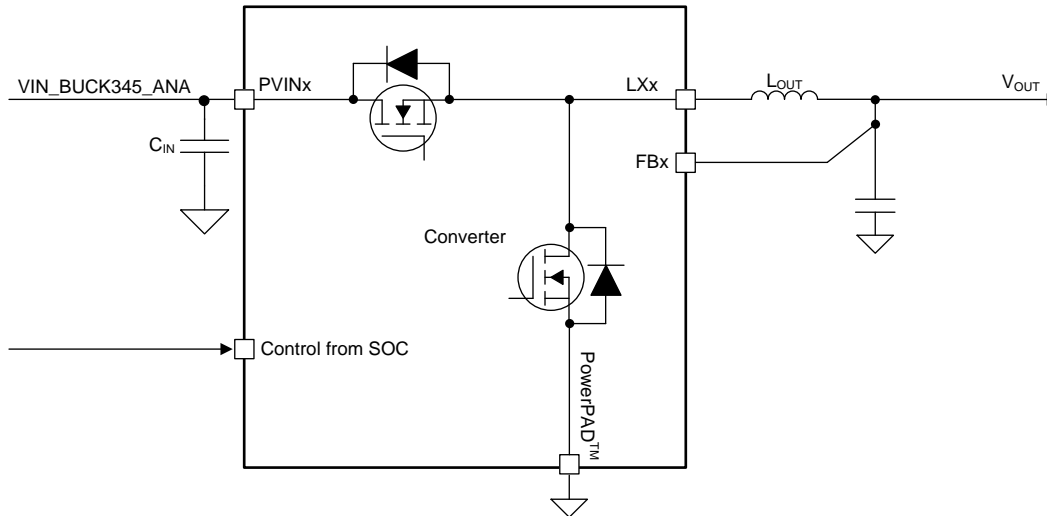 VIN_BUCK345_ANA
PVINx
LXx
LOUT
VOUT
CIN
FBx
Converter
Control from SOC
PowerPAD™